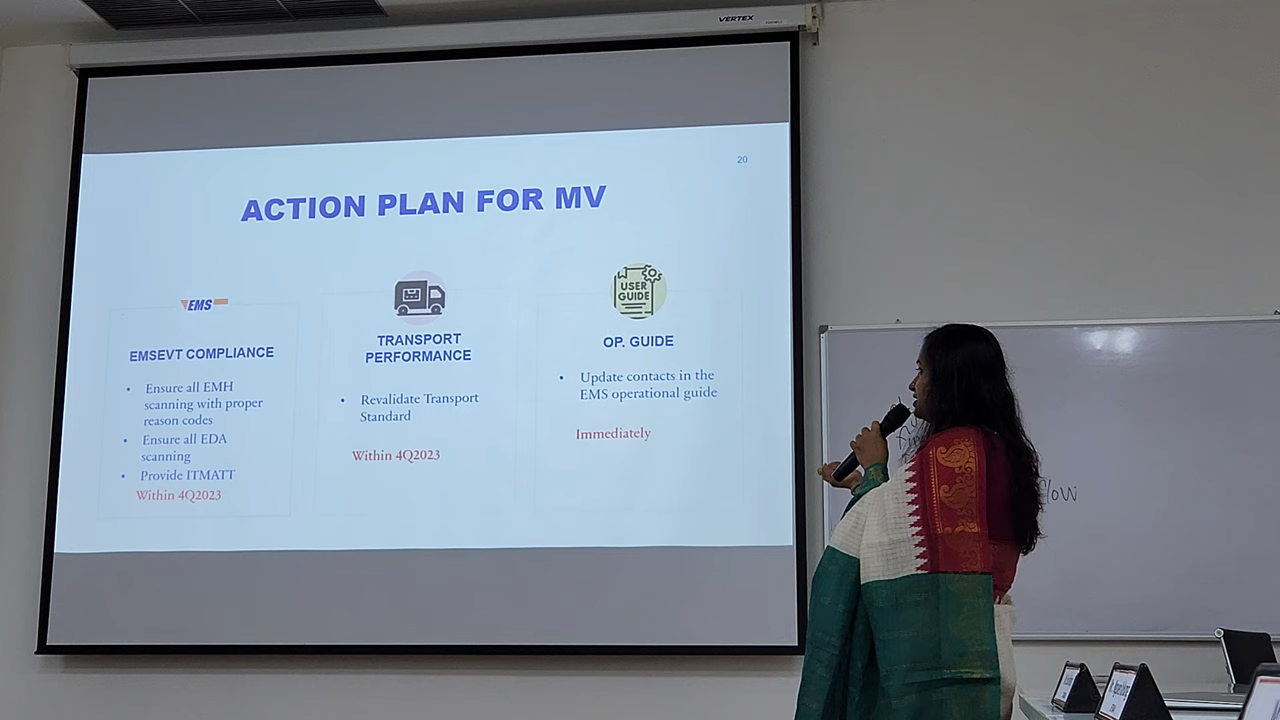 VERTEX
20
ACTION PLAN FOR MV
EMS
EMSEVT COMPLIANCE
• Ensure all EMH
scanning with proper
reason codes
• Ensure all EDA
scanning
• Provide ITMATT
Within 4Q2023
TRANSPORT
PERFORMANCE
• Revalidate Transport
Standard
Within 4Q2023
USER
GUIDE
OP. GUIDE
• Update contacts in the
EMS operational guide
Immediately
flow